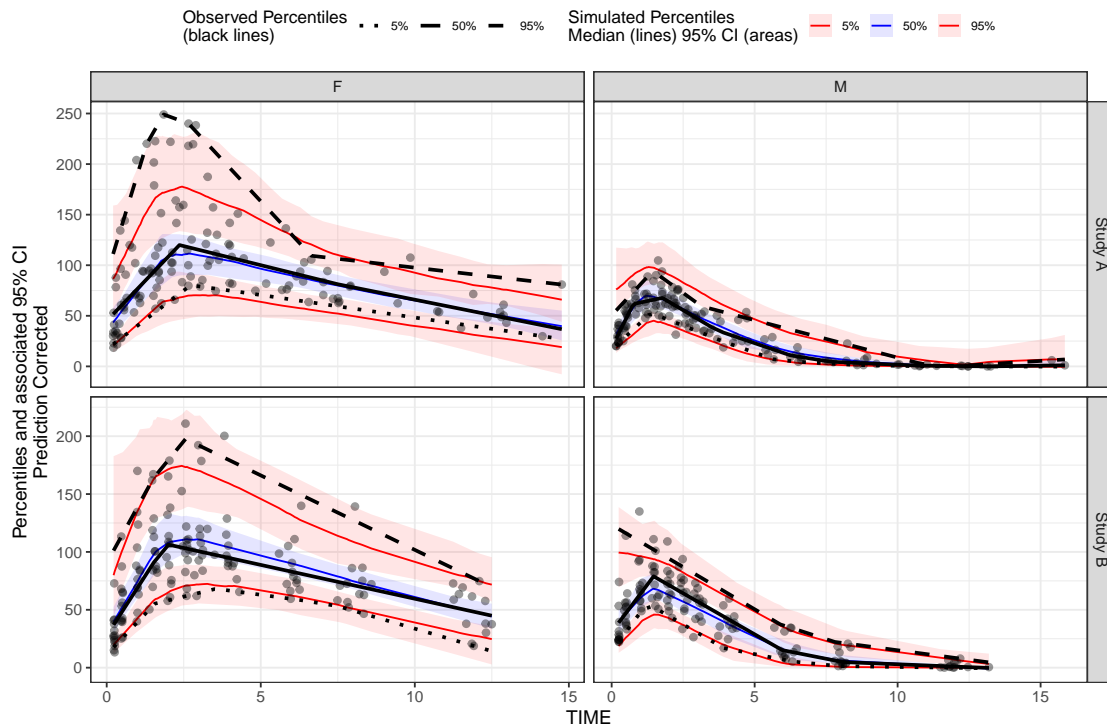 Observed Percentiles
(black lines)
5%
50%
95%
Simulated Percentiles
Median (lines) 95% CI (areas)
5%
50%
95%
F
M
Percentiles and associated 95% CI
Prediction Corrected
250
200
150
100
50
0
Study A
200
150
100
50
0
Study B
0
5
10
15
0
5
10
15
TIME